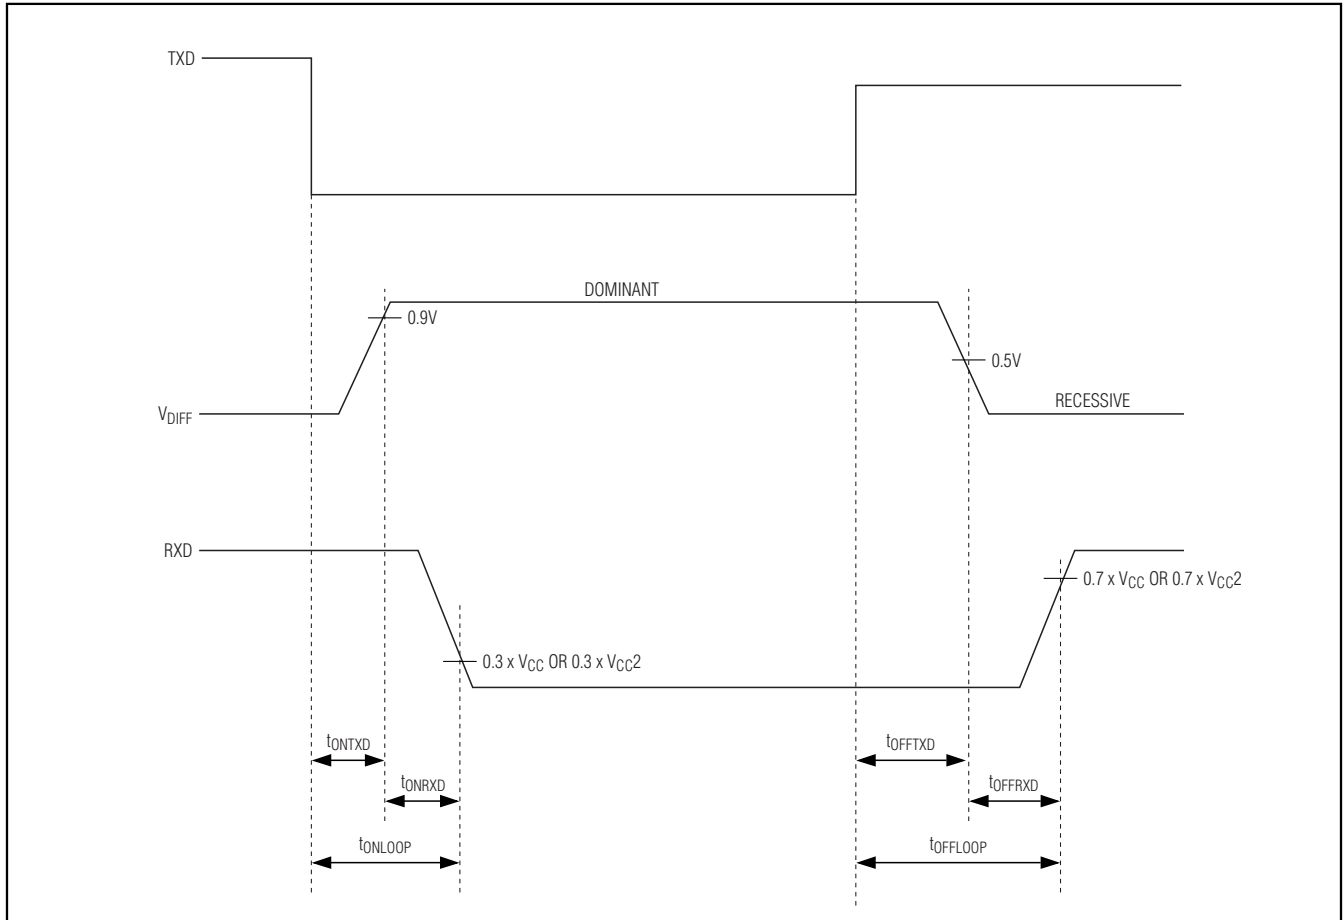 TXD
DOMINANT
0.9V
0.5V
VDIFF
RECESSIVE
RXD
0.7 x VCC OR 0.7 x VCC2
0.3 x VCC OR 0.3 x VCC2
tONTXD
tOFFTXD
tONRXD
tOFFRXD
tONLOOP
tOFFLOOP